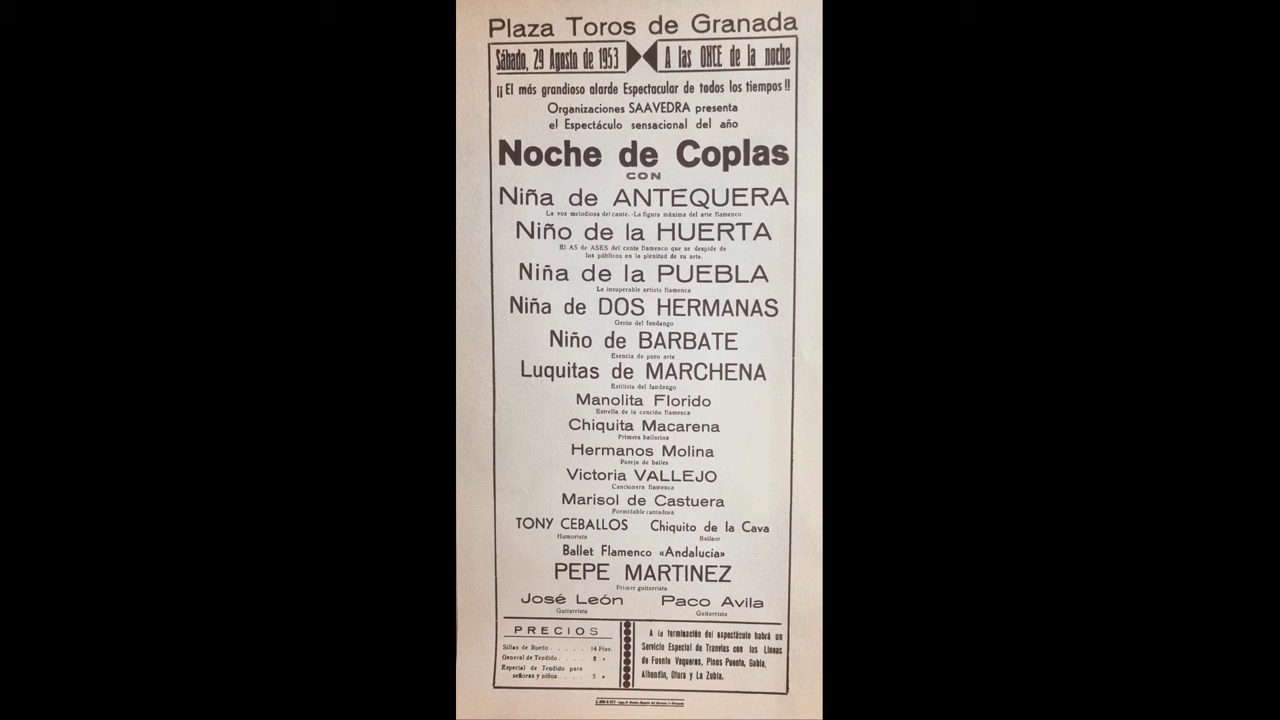 Plaza Toros de Granada
Sábado, 29 Agosto de 1953 A las ONCE de la noche
¡¡El más grandioso alarde Espectacular de todos los tiempos!!
Organizaciones SAAVEDRA presenta
el Espectáculo sensacional del año
Noche de Coplas
CON
Niña de ANTEQUERA
La voz melodiosa del cante.-La figura máxima del arte flamenco
Niño de la HUERTA
El AS de ASES del cante flamenco que se despide de
los públicos en la plenitud de su arte.
Niña de la PUEBLA
La insuperable artista flamenca
Niña de DOS HERMANAS
Genio del fandango
Niño de BARBATE
Esencia de puro arte
Luquitas de MARCHENA
Estilista del fandango
Manolita Florido
Estrella de la canción flamenca
Chiquita Macarena
Primera bailarina
Hermanos Molina
Pareja de bailes
Victoria VALLEJO
Cancionera flamenca
Marisol de Castuera
Formidable cantadora
TONY CEBALLOS Chiquito de la Cava
Humorista Bailaor
Ballet Flamenco «Andalucía»
PEPE MARTINEZ
Primer guitarrista
José León Paco Avila
Guitarrista Guitarrista
PRECIOS
Sillas de Ruedo . . . . . 14 Ptas.
General de Tendido . . . . 8 »
Especial de Tendido para
señoras y niños. . . . 5 »
A la terminación del espectáculo habrá un
Servicio Especial de Tranvías con las Líneas
de Fuente Vaqueros, Pinos Puente, Gabia,
Alhendín, Otura y La Zubia.